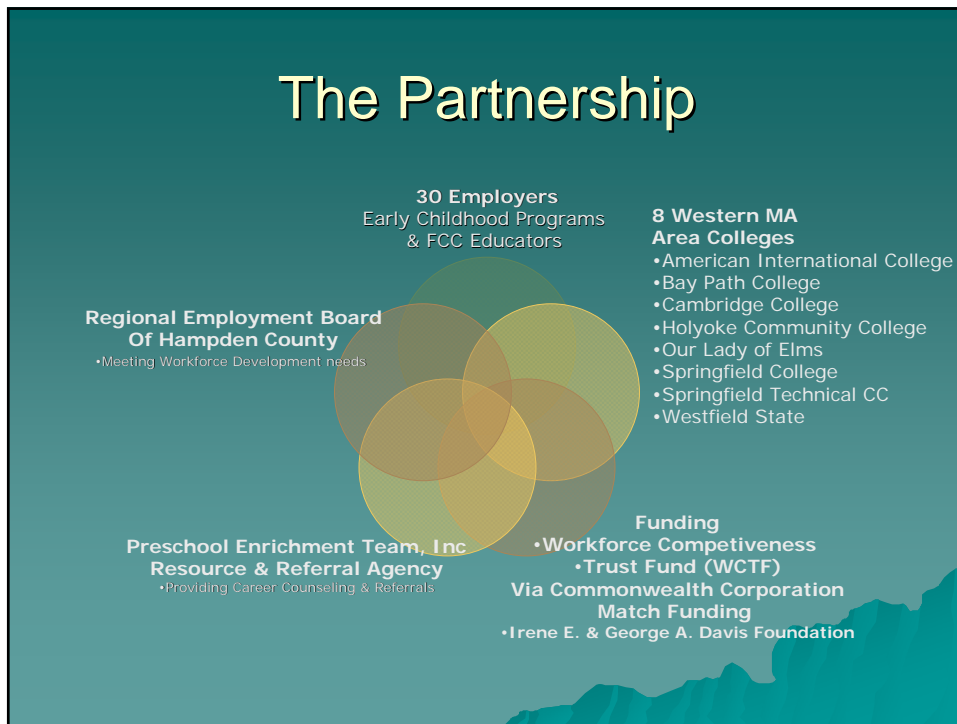 The Partnership
30 Employers
Early Childhood Programs
& FCC Educators
8 Western MA
Area Colleges
•American International College
•Bay Path College
•Cambridge College
•Holyoke Community College
•Our Lady of Elms
•Springfield College
•Springfield Technical CC
•Westfield State
Regional Employment Board
Of Hampden County
•Meeting Workforce Development needs
Preschool Enrichment Team, Inc
Resource & Referral Agency
•Providing Career Counseling & Referrals
Funding
•Workforce Competiveness
•Trust Fund (WCTF)
Via Commonwealth Corporation
Match Funding
•Irene E. & George A. Davis Foundation